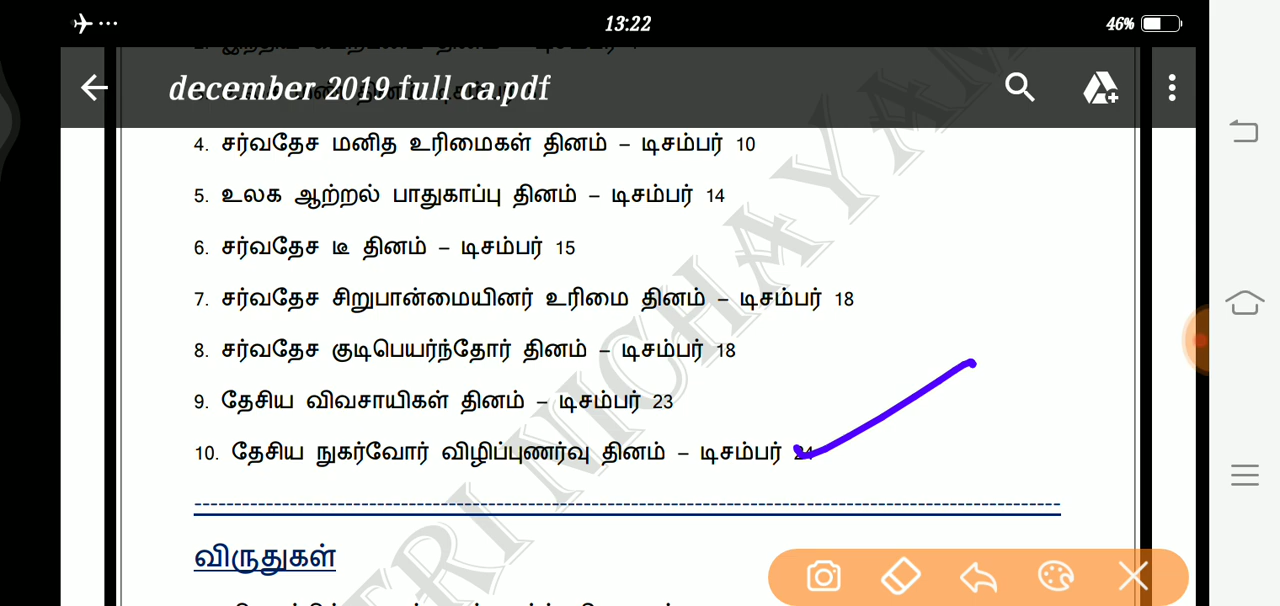 13:22
46%
december 2019 full ca.pdf
4. சர்வதேச மனித உரிமைகள் தினம் – டிசம்பர் 10
5. உலக ஆற்றல் பாதுகாப்பு தினம் – டிசம்பர் 14
6. சர்வதேச டீ தினம் – டிசம்பர் 15
7. சர்வதேச சிறுபான்மையினர் உரிமை தினம் – டிசம்பர் 18
8. சர்வதேச குடிபெயர்ந்தோர் தினம் – டிசம்பர் 18
9. தேசிய விவசாயிகள் தினம் – டிசம்பர் 23
10. தேசிய நுகர்வோர் விழிப்புணர்வு தினம் – டிசம்பர் 24
விருதுகள்
ERI NICHAYAM